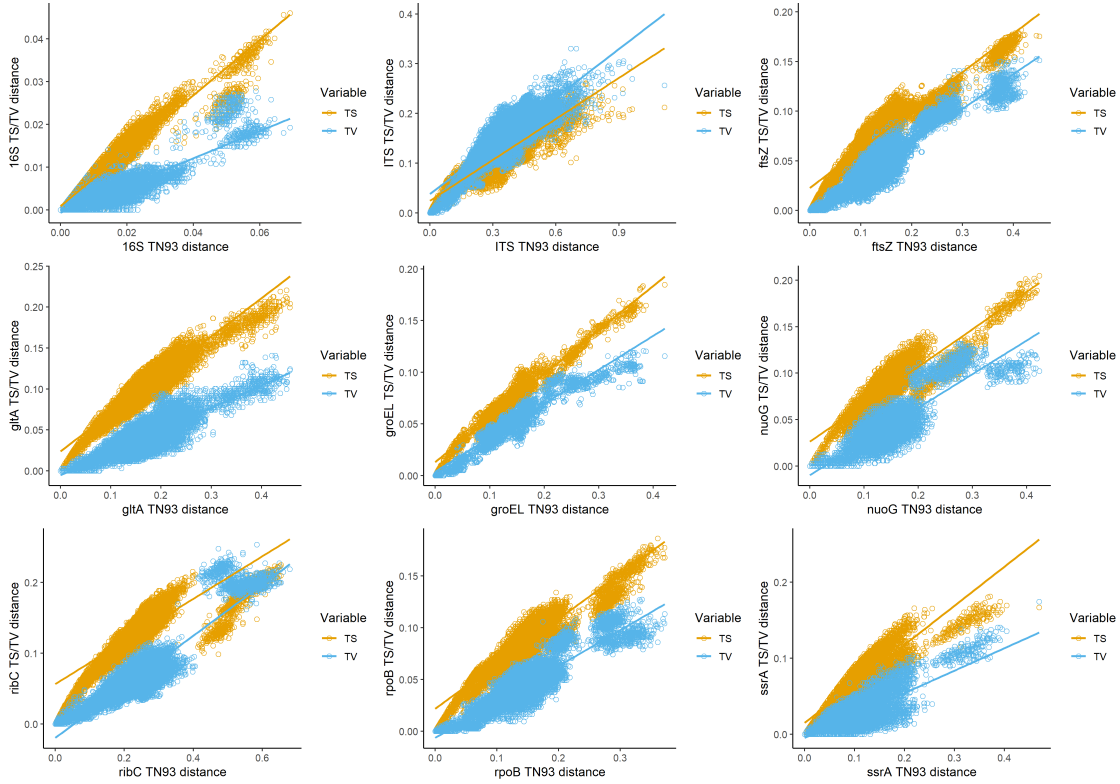 16S TS/TV distance
0.04
0.03
0.02
0.01
0.00
0.00 0.02 0.04 0.06
16S TN93 distance
Variable
TS
TV
ITS TS/TV distance
0.4
0.3
0.2
0.1
0.0
0.0 0.3 0.6 0.9
ITS TN93 distance
Variable
TS
TV
ftsZ TS/TV distance
0.20
0.15
0.10
0.05
0.00
0.0 0.1 0.2 0.3 0.4
ftsZ TN93 distance
Variable
TS
TV
gltA TS/TV distance
0.25
0.20
0.15
0.10
0.05
0.00
0.0 0.1 0.2 0.3 0.4
gltA TN93 distance
Variable
TS
TV
groEL TS/TV distance
0.20
0.15
0.10
0.05
0.00
0.0 0.1 0.2 0.3 0.4
groEL TN93 distance
Variable
TS
TV
nuoG TS/TV distance
0.20
0.15
0.10
0.05
0.00
0.0 0.1 0.2 0.3 0.4
nuoG TN93 distance
Variable
TS
TV
ribC TS/TV distance
0.2
0.1
0.0
0.0 0.2 0.4 0.6
ribC TN93 distance
Variable
TS
TV
rpoB TS/TV distance
0.15
0.10
0.05
0.00
0.0 0.1 0.2 0.3
rpoB TN93 distance
Variable
TS
TV
ssrA TS/TV distance
0.2
0.1
0.0
0.0 0.1 0.2 0.3 0.4
ssrA TN93 distance
Variable
TS
TV